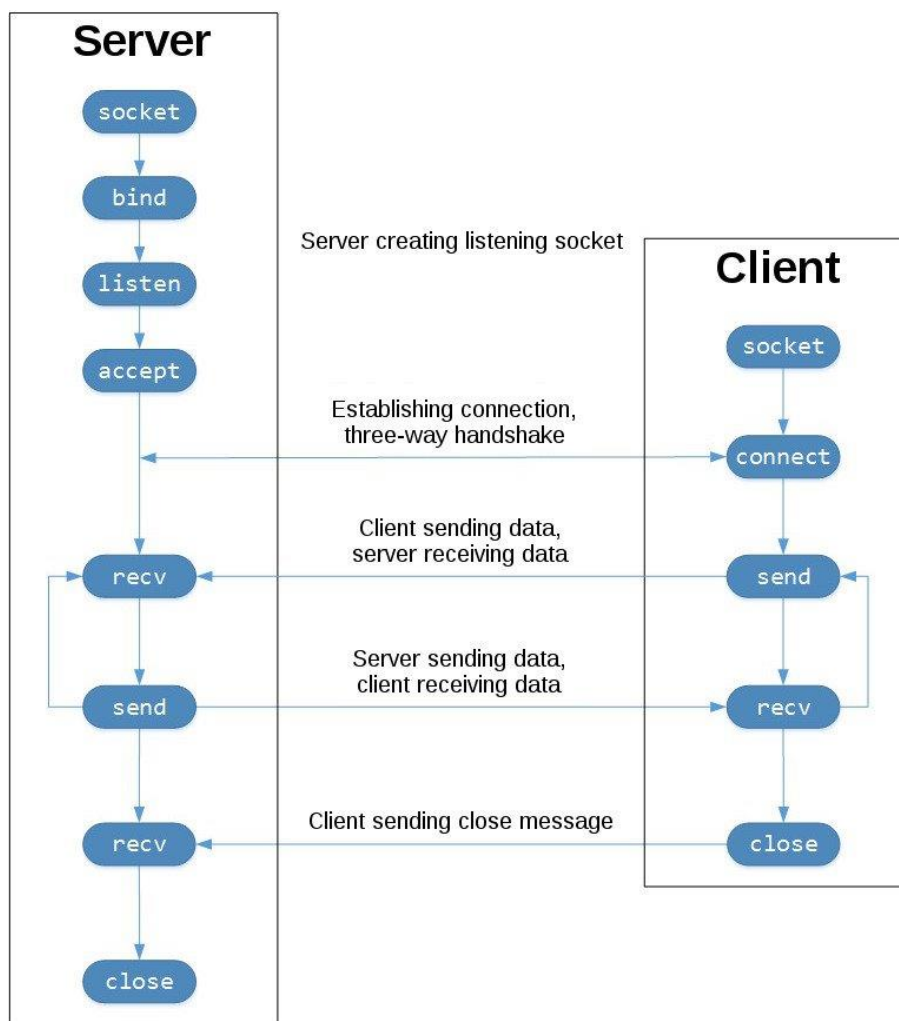 Server
socket
bind
Server creating listening socket
listen
Client
socket
accept
Establishing connection,
three-way handshake
connect
Client sending data,
server receiving data
recv
send
Server sending data,
client receiving data
send
recv
Client sending close message
recv
close
close